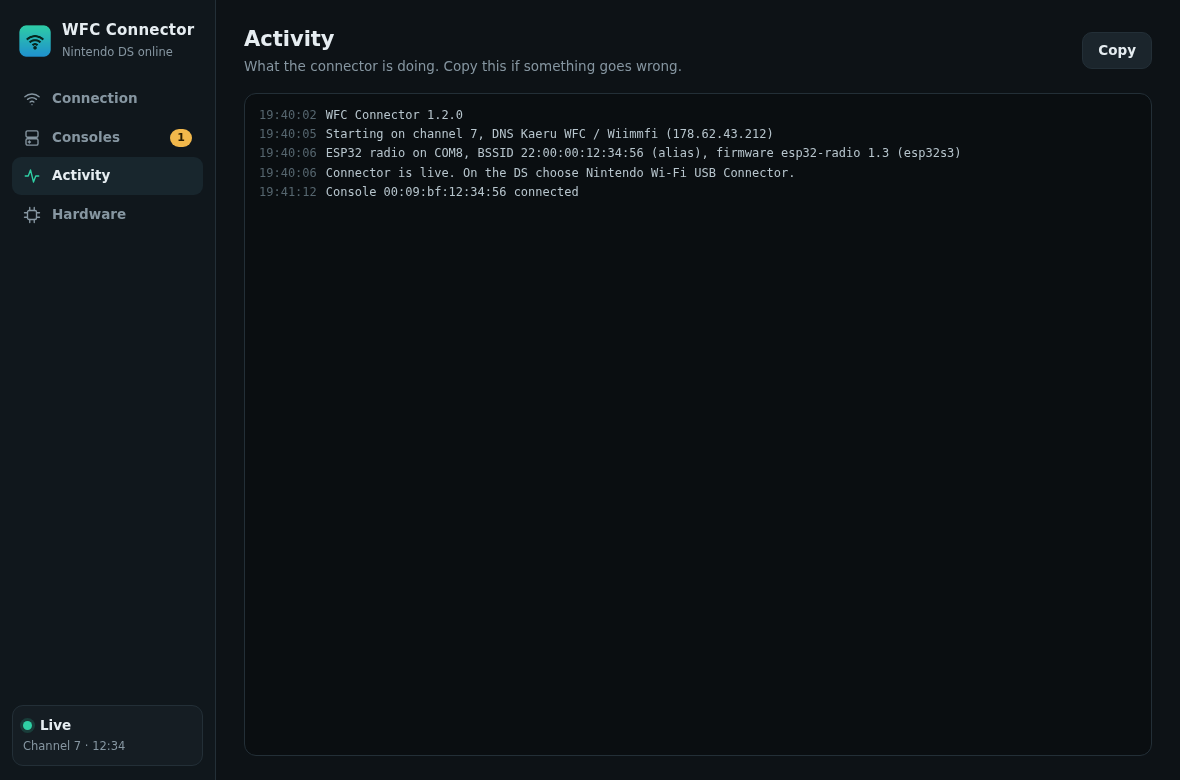 WFC Connector
Nintendo DS online
Connection
Consoles 1
Activity
Hardware
Live
Channel 7 · 12:34
Activity
What the connector is doing. Copy this if something goes wrong.
Copy
19:40:02 WFC Connector 1.2.0
19:40:05 Starting on channel 7, DNS Kaeru WFC / Wiimmfi (178.62.43.212)
19:40:06 ESP32 radio on COM8, BSSID 22:00:00:12:34:56 (alias), firmware esp32-radio 1.3 (esp32s3)
19:40:06 Connector is live. On the DS choose Nintendo Wi-Fi USB Connector.
19:41:12 Console 00:09:bf:12:34:56 connected